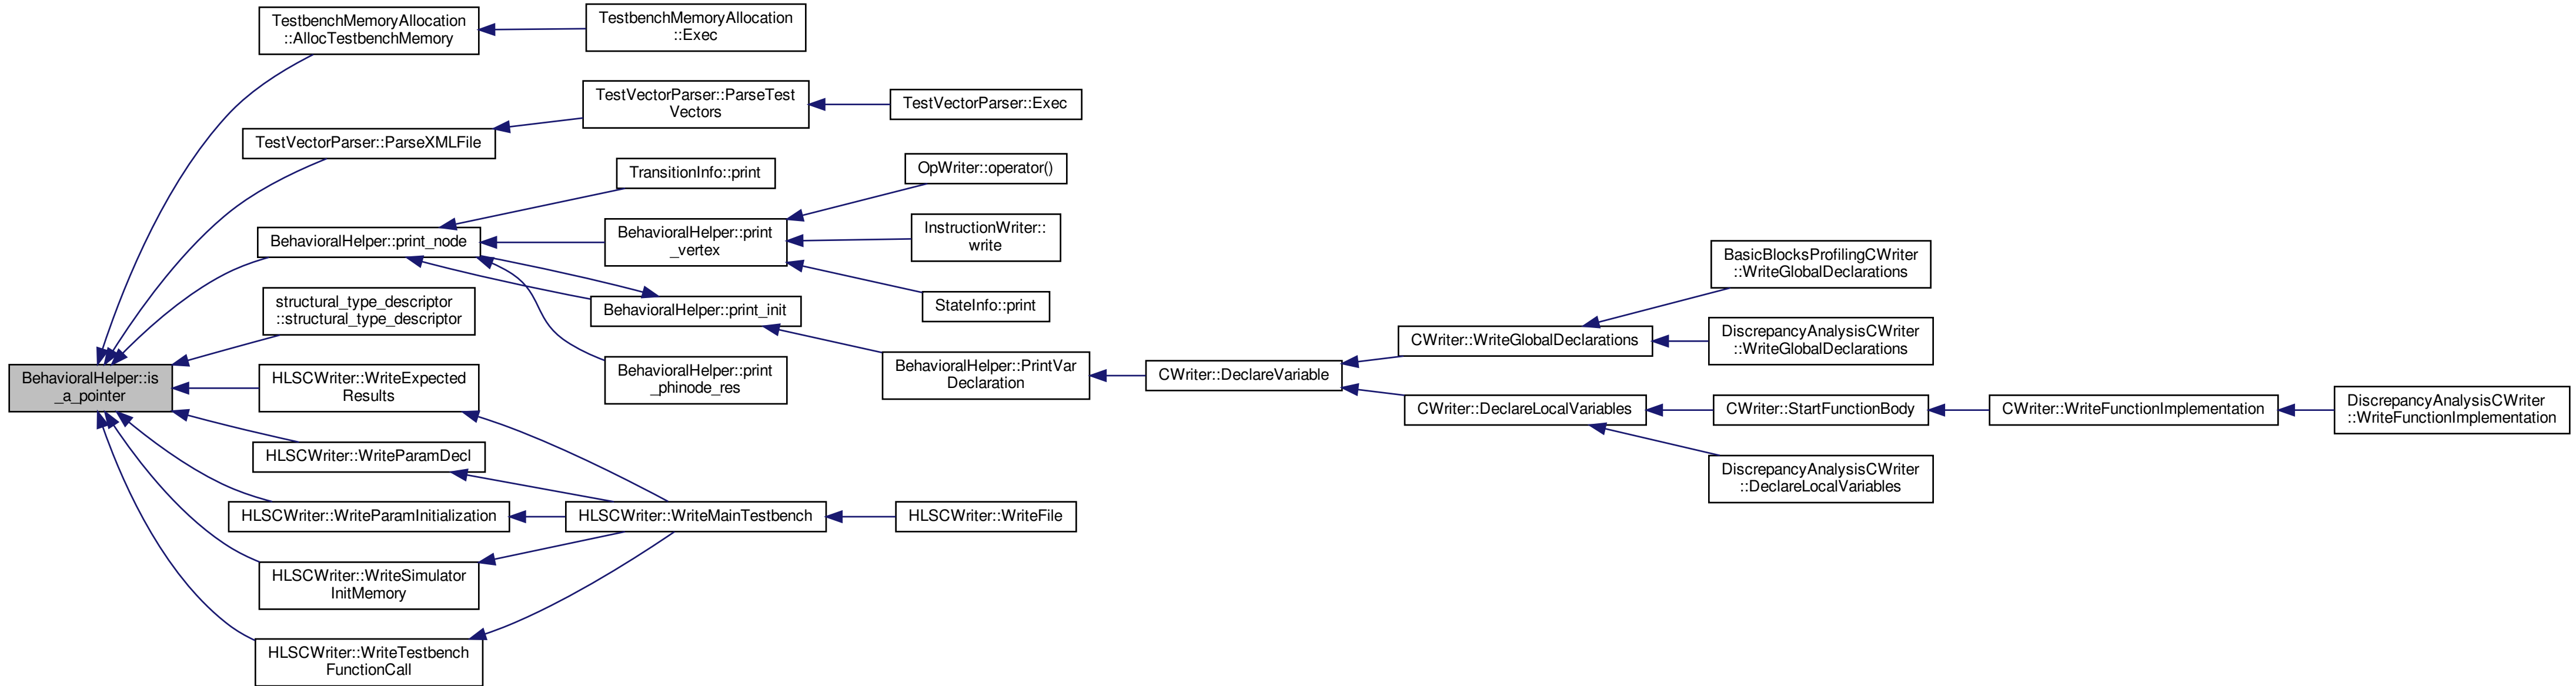 TestbenchMemoryAllocation
::AllocTestbenchMemory
TestbenchMemoryAllocation
::Exec
TestVectorParser::ParseTest
Vectors
TestVectorParser::Exec
TestVectorParser::ParseXMLFile
TransitionInfo::print
OpWriter::operator()
BehavioralHelper::print_node
BehavioralHelper::print
_vertex
InstructionWriter::
write
StateInfo::print
structural_type_descriptor
::structural_type_descriptor
BehavioralHelper::print_init
BehavioralHelper::print
_phinode_res
BehavioralHelper::is
_a_pointer
HLSCWriter::WriteExpected
Results
BehavioralHelper::PrintVar
Declaration
CWriter::DeclareVariable
CWriter::WriteGlobalDeclarations
BasicBlocksProfilingCWriter
::WriteGlobalDeclarations
DiscrepancyAnalysisCWriter
::WriteGlobalDeclarations
CWriter::DeclareLocalVariables
CWriter::StartFunctionBody
CWriter::WriteFunctionImplementation
DiscrepancyAnalysisCWriter
::WriteFunctionImplementation
DiscrepancyAnalysisCWriter
::DeclareLocalVariables
HLSCWriter::WriteParamDecl
HLSCWriter::WriteParamInitialization
HLSCWriter::WriteMainTestbench
HLSCWriter::WriteFile
HLSCWriter::WriteSimulator
InitMemory
HLSCWriter::WriteTestbench
FunctionCall